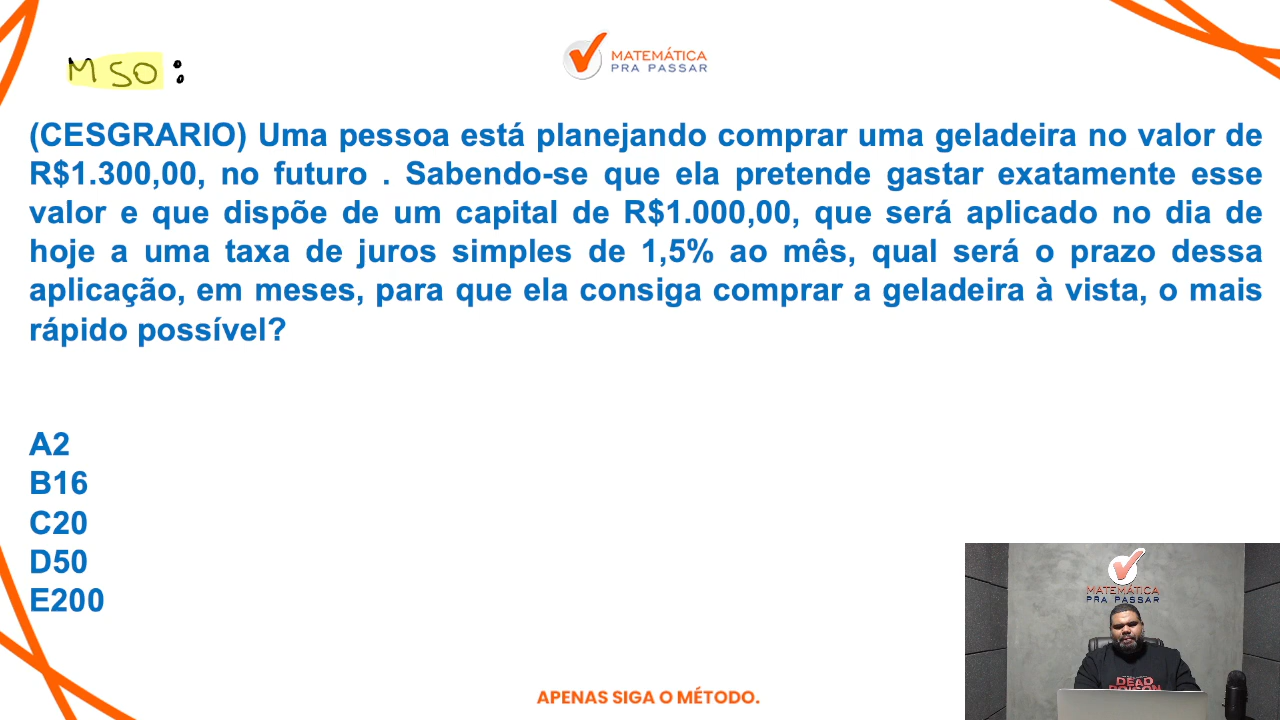 MSO:
MATEMÁTICA
PRA PASSAR
(CESGRARIO) Uma pessoa está planejando comprar uma geladeira no valor de
R$1.300,00, no futuro . Sabendo-se que ela pretende gastar exatamente esse
valor e que dispõe de um capital de R$1.000,00, que será aplicado no dia de
hoje a uma taxa de juros simples de 1,5% ao mês, qual será o prazo dessa
aplicação, em meses, para que ela consiga comprar a geladeira à vista, o mais
rápido possível?
A2
B16
C20
D50
E200
MATEMÁTICA
PRA PASSAR
DEAD
APENAS SIGA O MÉTODO.